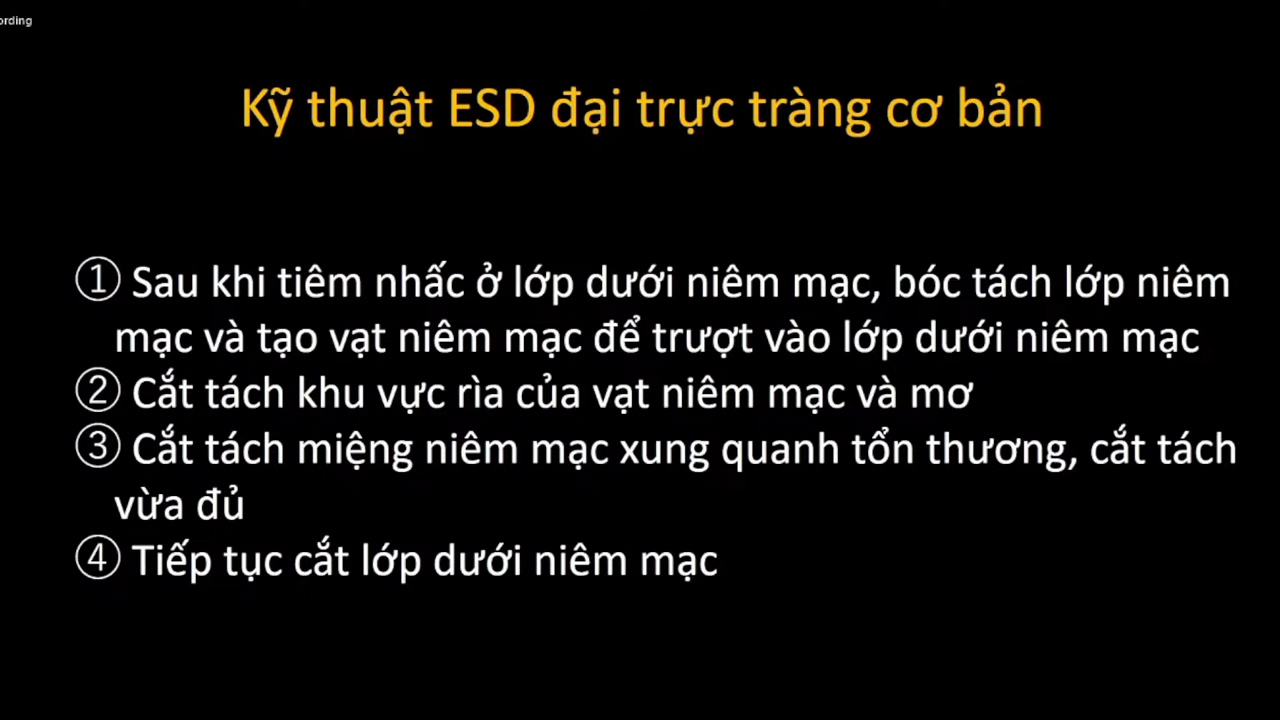 ording
Kỹ thuật ESD đại trực tràng cơ bản
① Sau khi tiêm nhấc ở lớp dưới niêm mạc, bóc tách lớp niêm
mạc và tạo vạt niêm mạc để trượt vào lớp dưới niêm mạc
② Cắt tách khu vực rìa của vạt niêm mạc và mơ
③ Cắt tách miệng niêm mạc xung quanh tổn thương, cắt tách
vừa đủ
④ Tiếp tục cắt lớp dưới niêm mạc